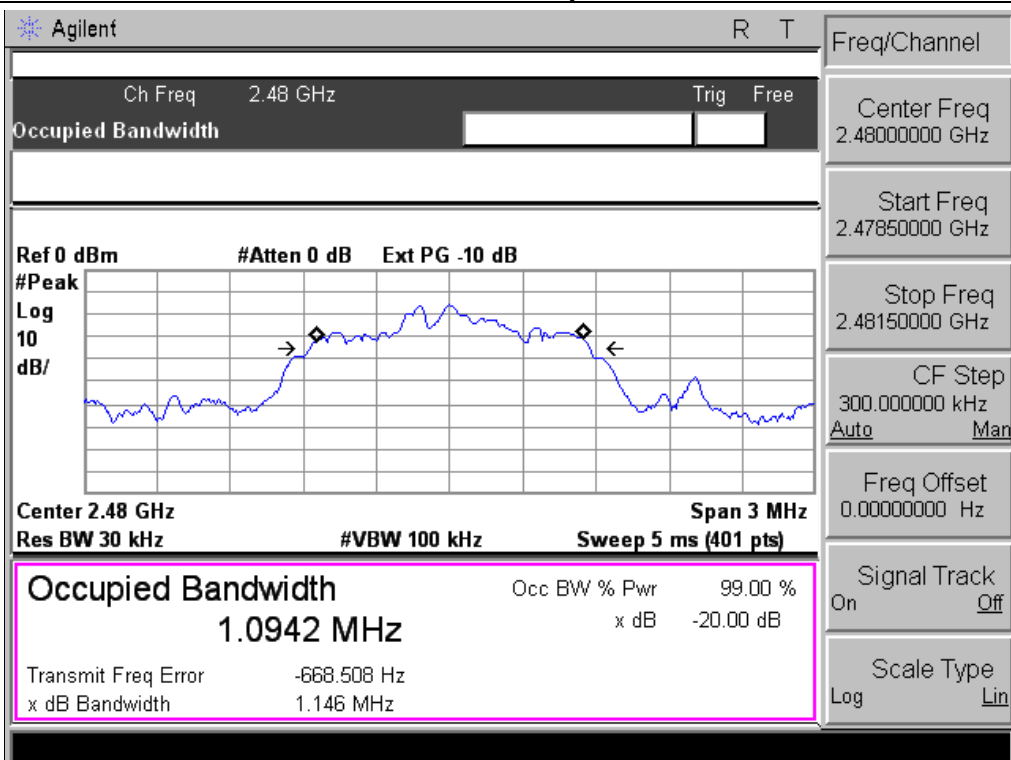 Agilent R T
Ch Freq 2.48 GHz Trig Free
Occupied Bandwidth
Ref 0 dBm #Atten 0 dB Ext PG -10 dB
#Peak
Log
10
dB/
Center 2.48 GHz Span 3 MHz
Res BW 30 kHz #VBW 100 kHz Sweep 5 ms (401 pts)
Occupied Bandwidth Occ BW % Pwr 99.00 %
1.0942 MHz x dB -20.00 dB
Transmit Freq Error -668.508 Hz
x dB Bandwidth 1.146 MHz
Freq/Channel
Center Freq
2.48000000 GHz
Start Freq
2.47850000 GHz
Stop Freq
2.48150000 GHz
CF Step
300.000000 kHz
Auto Man
Freq Offset
0.00000000 Hz
Signal Track
On Off
Scale Type
Log Lin